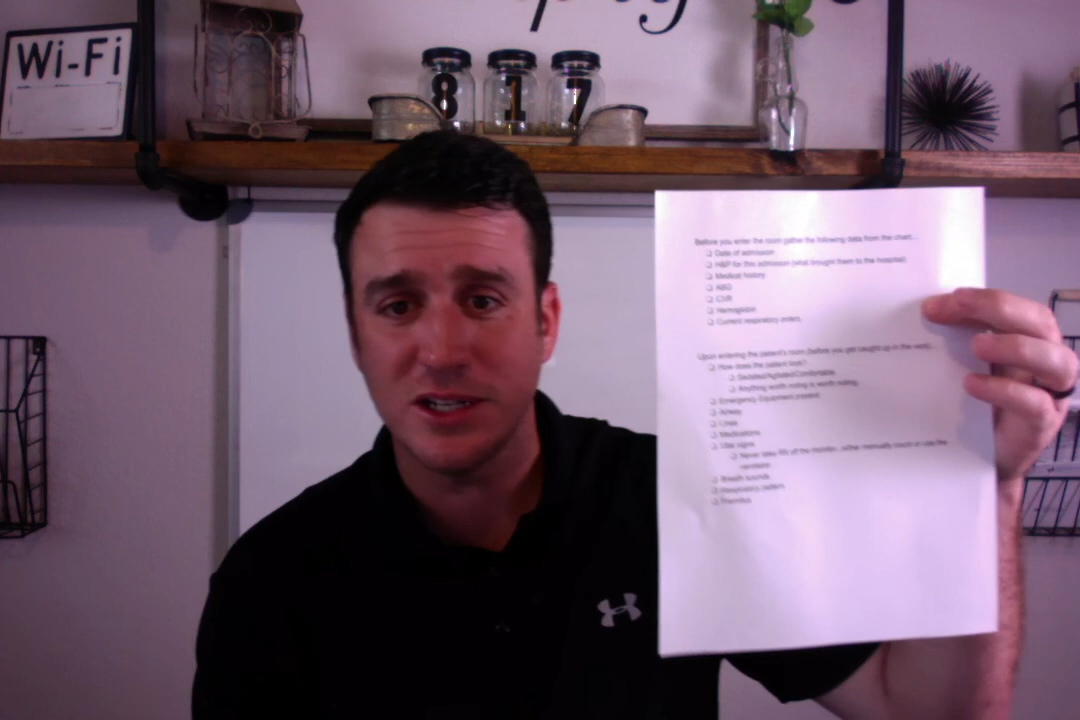 Wi-Fi
8 1 7
Before you enter the room gather the following data from the chart...
❑ Date of admission
❑ H&P for this admission (what brought them to the hospital)
❑ Medical history
❑ ABG
❑ CXR
❑ Hemoglobin
❑ Current respiratory orders
Upon entering the patient's room (before you get caught up in the vent)...
❑ How does the patient look?
❑ Sedated/Agitated/Comfortable
❑ Anything worth noting is worth noting.
❑ Emergency Equipment present
❑ Airway
❑ Lines
❑ Medications
❑ Vital signs
❑ Never take RR of the monitor, either manually count or use the
ventilator.
❑ Breath sounds
❑ Respiratory pattern
❑ Fremitus